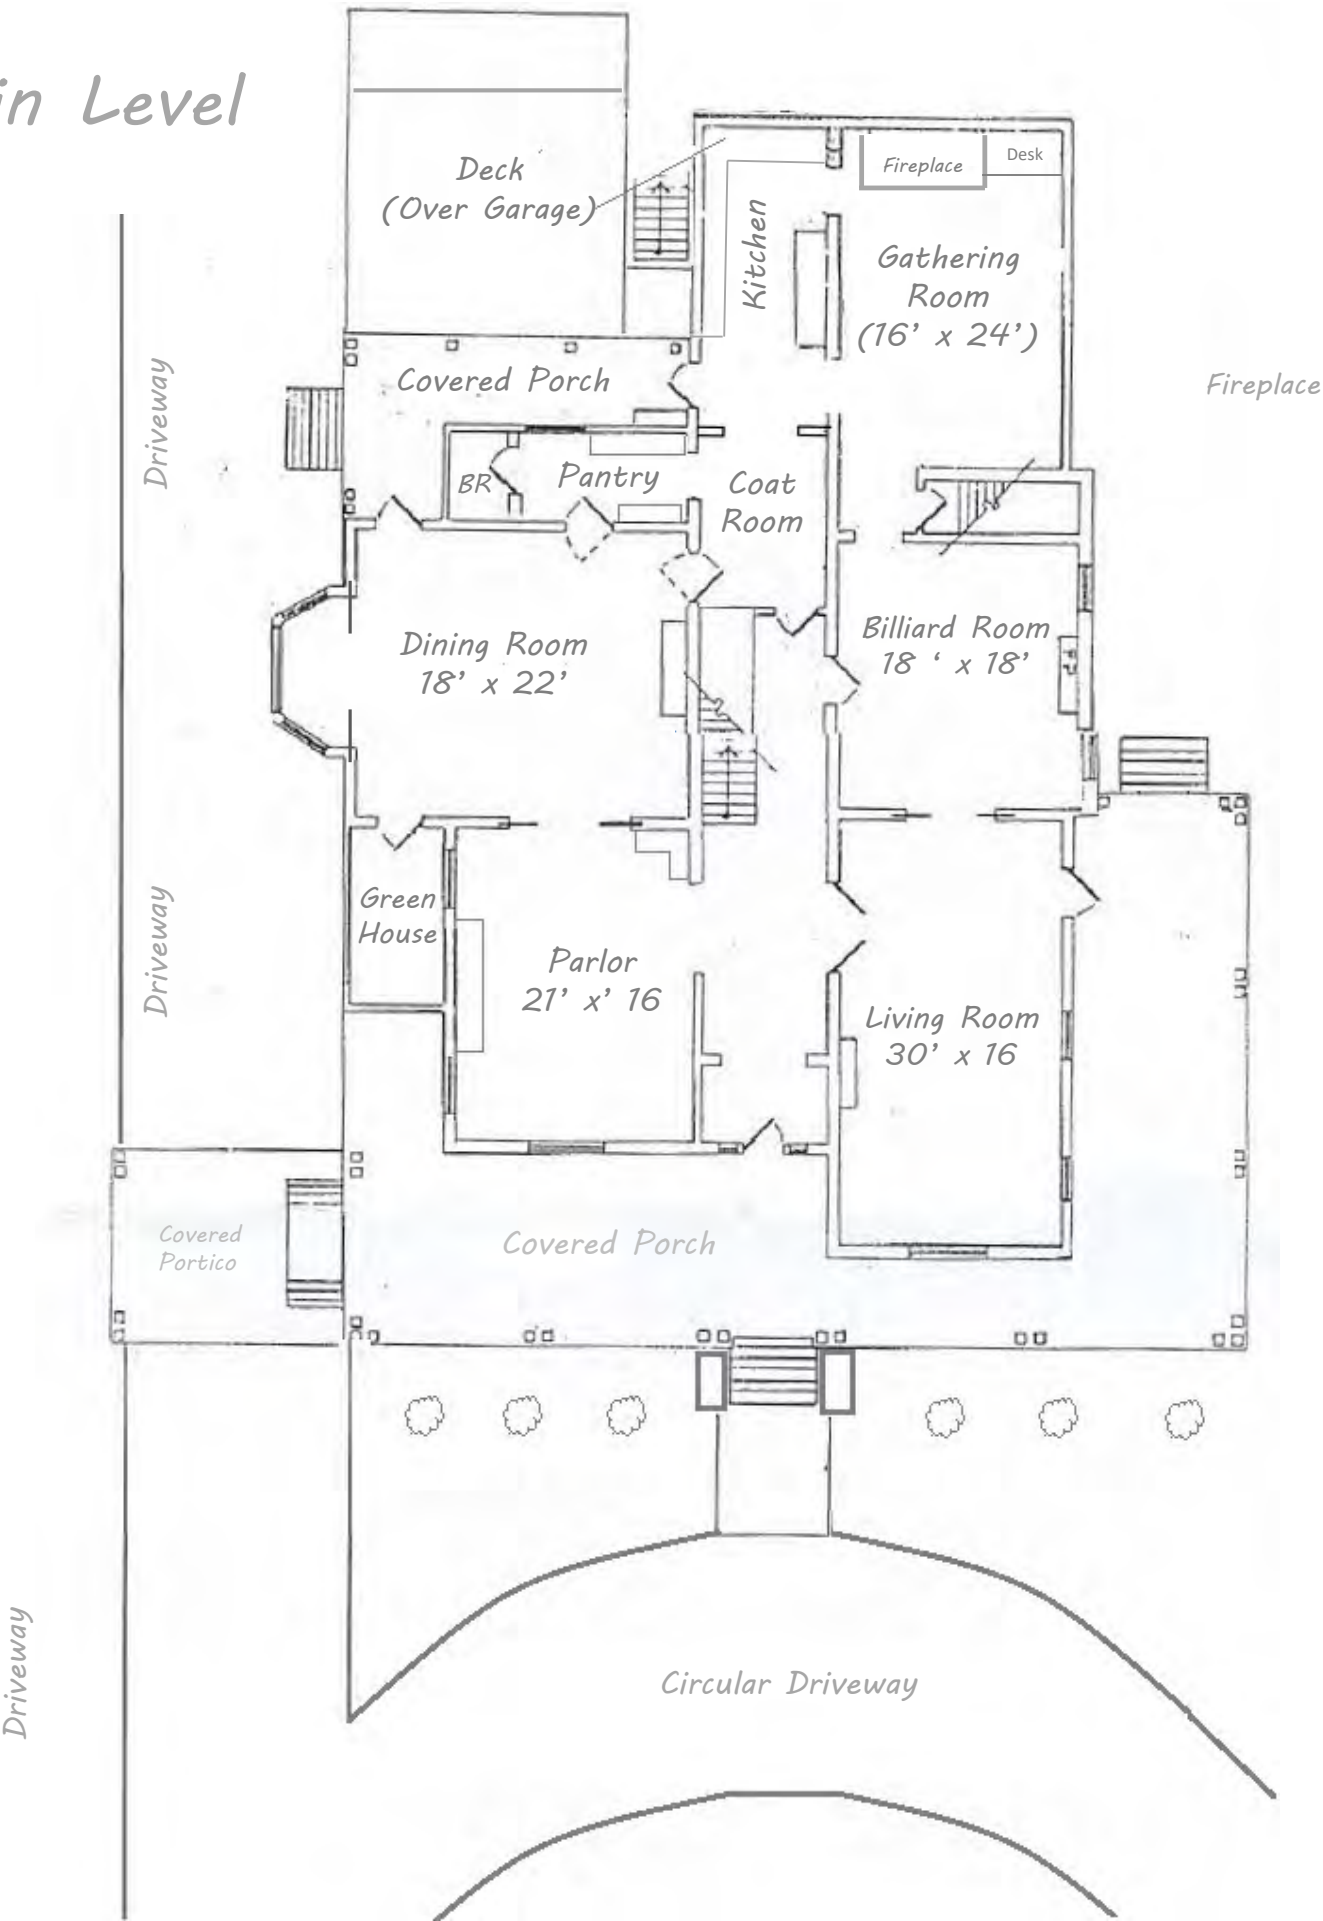 in Level
Deck
(Over Garage)
Fireplace
Desk
Kitchen
Gathering
Room
(16' x 24')
Fireplace
Driveway
Covered Porch
BR
Pantry
Coat
Room
Dining Room
18' x 22'
Billiard Room
18 ‘ x 18'
Driveway
Green
House
Parlor
21' x' 16
Living Room
30' x 16
Covered
Portico
Covered Porch
Driveway
Circular Driveway